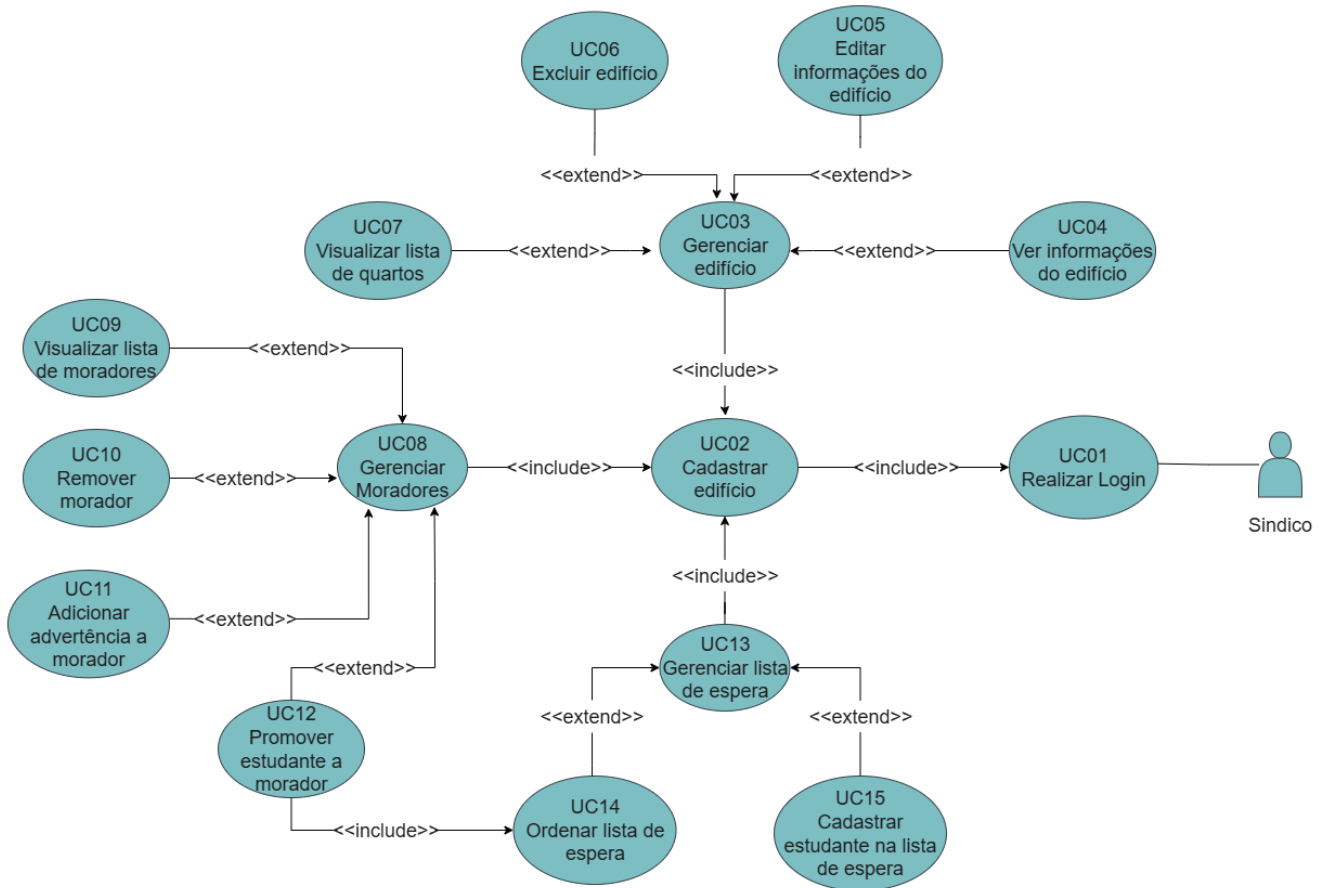 UC06
Excluir edifício
UC05
Editar
informações do
edifício
<<extend>>
<<extend>>
UC07
Visualizar lista
de quartos
<<extend>>
UC03
Gerenciar
edifício
<<extend>>
UC04
Ver informações
do edifício
UC09
Visualizar lista
de moradores
<<extend>>
<<include>>
UC10
Remover
morador
<<extend>>
UC08
Gerenciar
Moradores
<<include>>
UC02
Cadastrar
edifício
<<include>>
UC01
Realizar Login
Sindico
UC11
Adicionar
advertência a
morador
<<extend>>
<<include>>
<<extend>>
UC13
Gerenciar lista
de espera
UC12
Promover
estudante a
morador
<<extend>>
<<extend>>
<<include>>
UC14
Ordenar lista de
espera
UC15
Cadastrar
estudante na lista
de espera